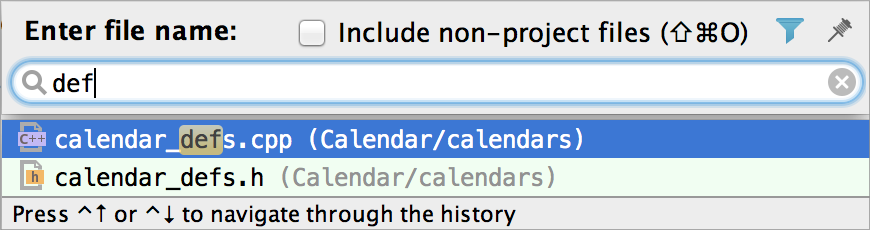 Enter file name: Include non-project files (⇧⌘O)
def
C++ calendar_defs.cpp (Calendar/calendars)
h calendar_defs.h (Calendar/calendars)
Press ^↑ or ^↓ to navigate through the history